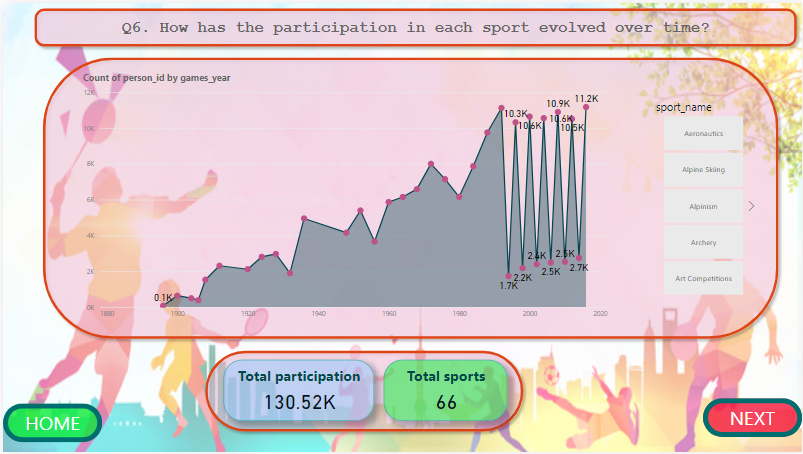 Q6. How has the participation in each sport evolved over time?
Count of person_id by games_year
12K
10K
8K
6K
4K
2K
0K
0.1K
10.3K
10.6K
10.9K
10.6K
10.5K
11.2K
1.7K
2.2K
2.4K
2.5K
2.5K
2.7K
1880
1900
1920
1940
1960
1980
2000
2020
sport_name
Aeronautics
Alpine Skiing
Alpinism
Archery
Art Competitions
Total participation
130.52K
Total sports
66
HOME
NEXT